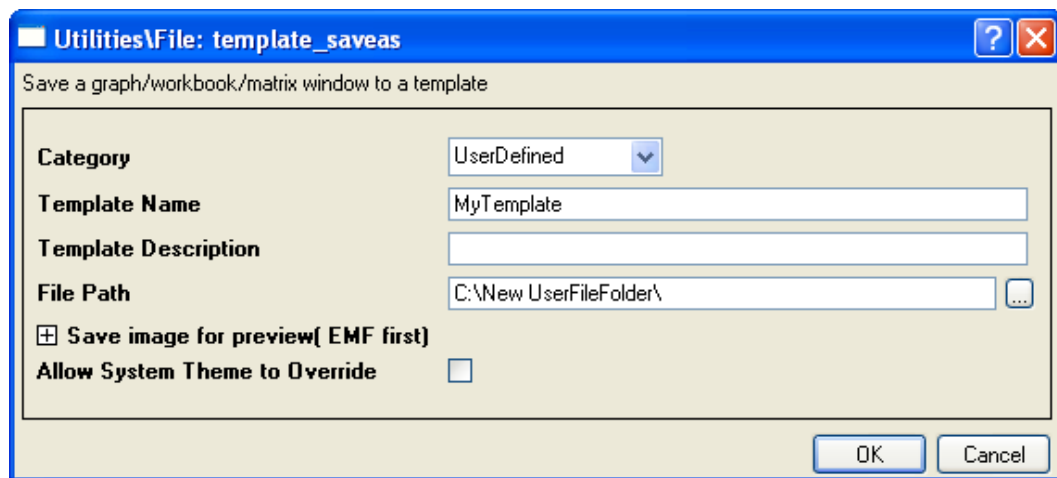 Utilities\File: template_saveas
Save a graph/workbook/matrix window to a template
Category UserDefined
Template Name MyTemplate
Template Description
File Path C:\New UserFileFolder\ ...
Save image for preview( EMF first)
Allow System Theme to Override
OK Cancel